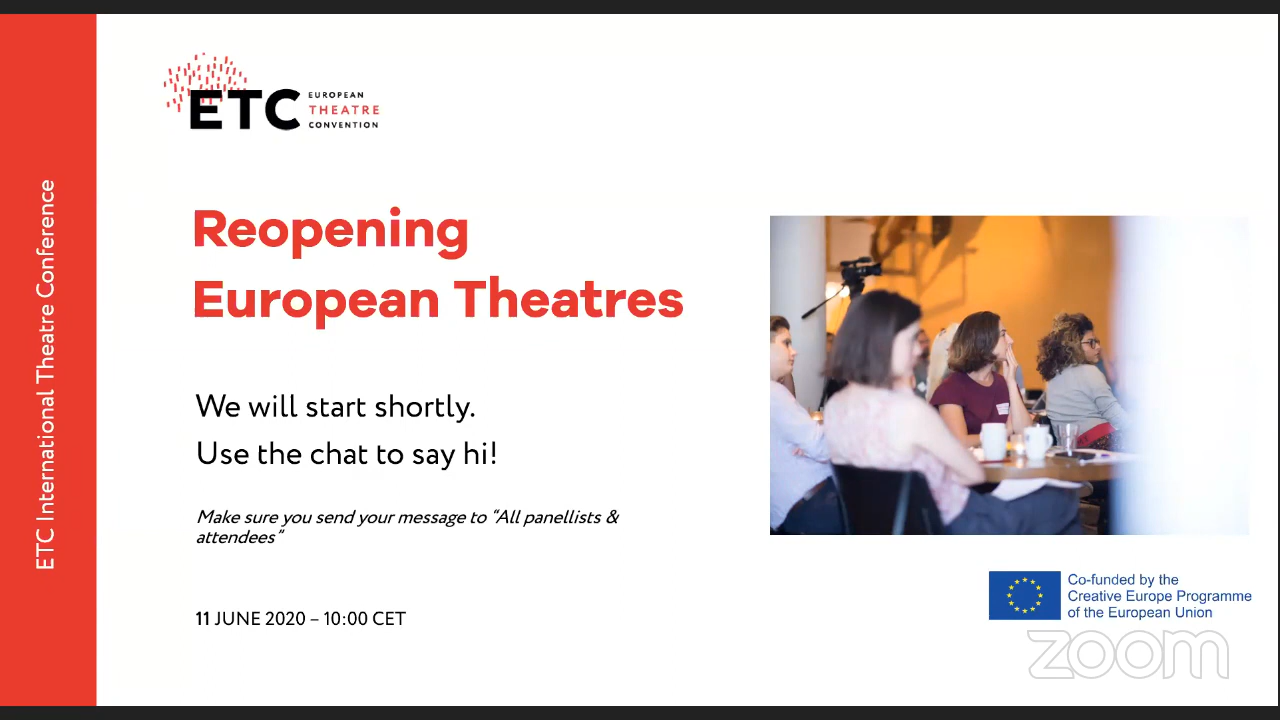 ETC International Theatre Conference
ETC
EUROPEAN
THEATRE
CONVENTION
Reopening
European Theatres
We will start shortly.
Use the chat to say hi!
Make sure you send your message to “All panellists &
attendees”
11 JUNE 2020 – 10:00 CET
Co-funded by the
Creative Europe Programme
of the European Union
zoom